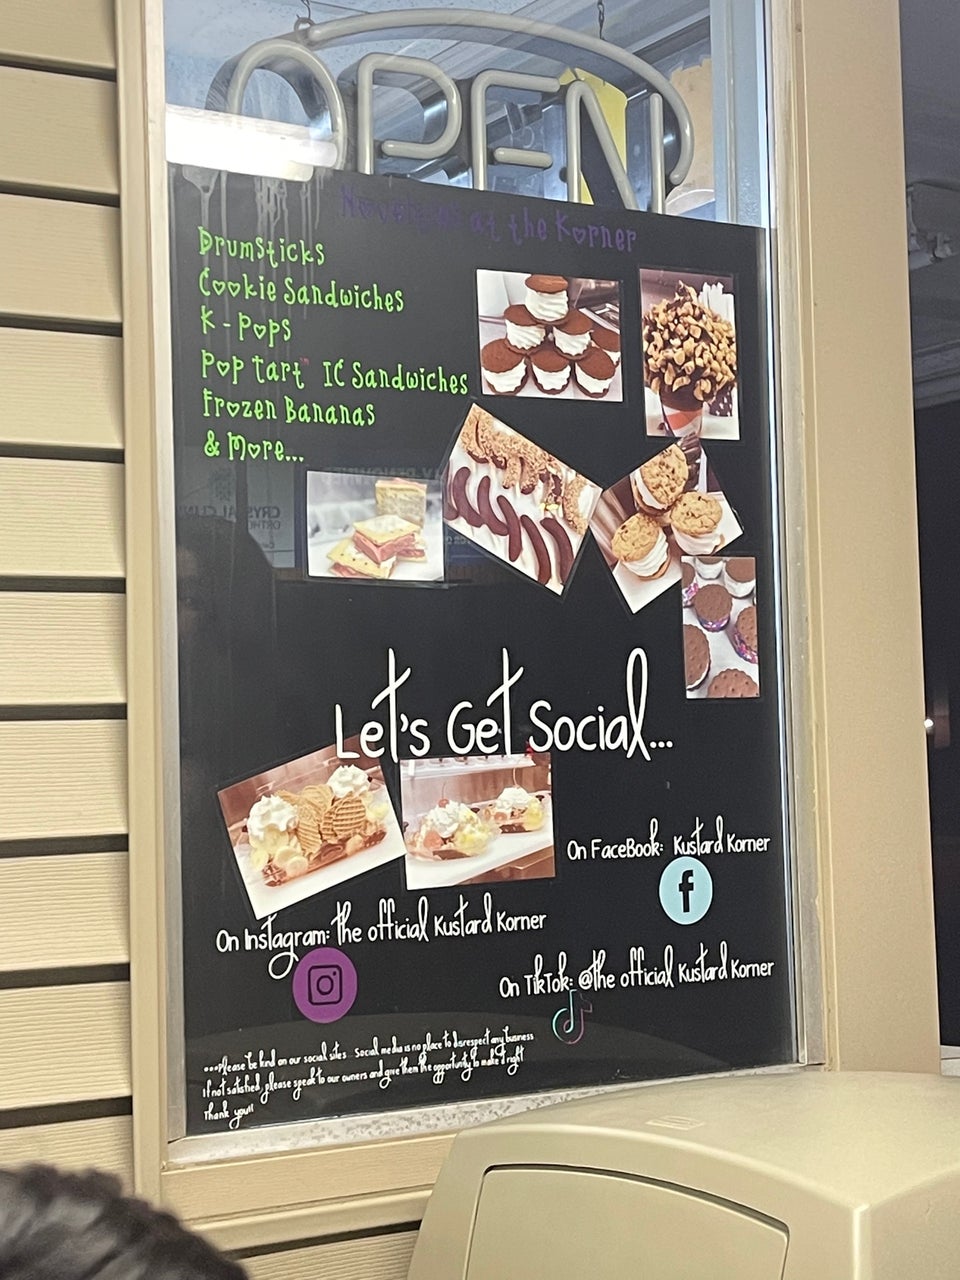 OPEN
Novelties at the Korner
Drumsticks
Cookie Sandwiches
K-Pops
Pop Tart IC Sandwiches
Frozen Bananas
& More...
Let's Get Social...
On FaceBook: Kustard Korner
f
On Instagram: the official Kustard Korner
On TikTok: @the official Kustard Korner
...please be kind on our social sites... Social media is no place to disrespect any business
If not satisfied, please speak to our owners and give them the opportunity to make it right
Thank you!!